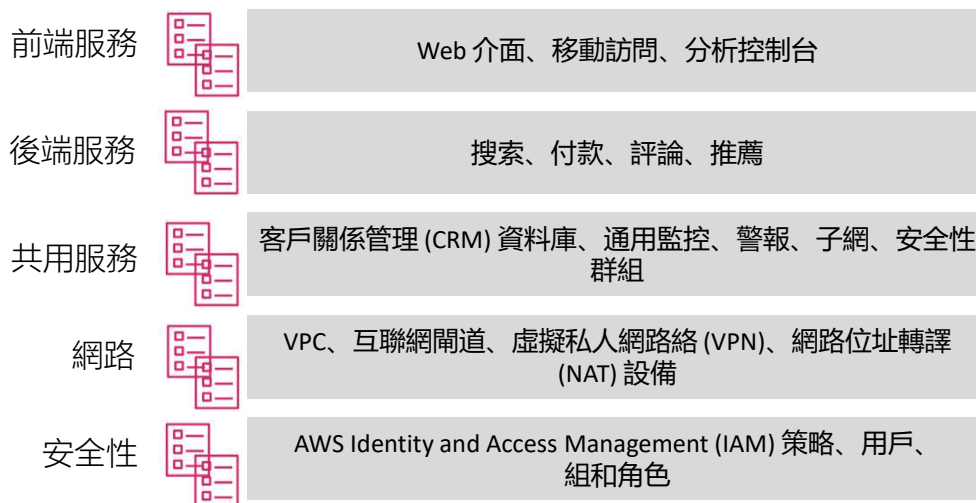 前端服務
Web 介面、移動訪問、分析控制台
後端服務
搜索、付款、評論、推薦
共用服務
客戶關係管理 (CRM) 資料庫、通用監控、警報、子網、安全性
群組
網路
VPC、互聯網閘道、虛擬私人網路絡 (VPN)、網路位址轉譯
(NAT) 設備
安全性
AWS Identity and Access Management (IAM) 策略、用戶、
組和角色